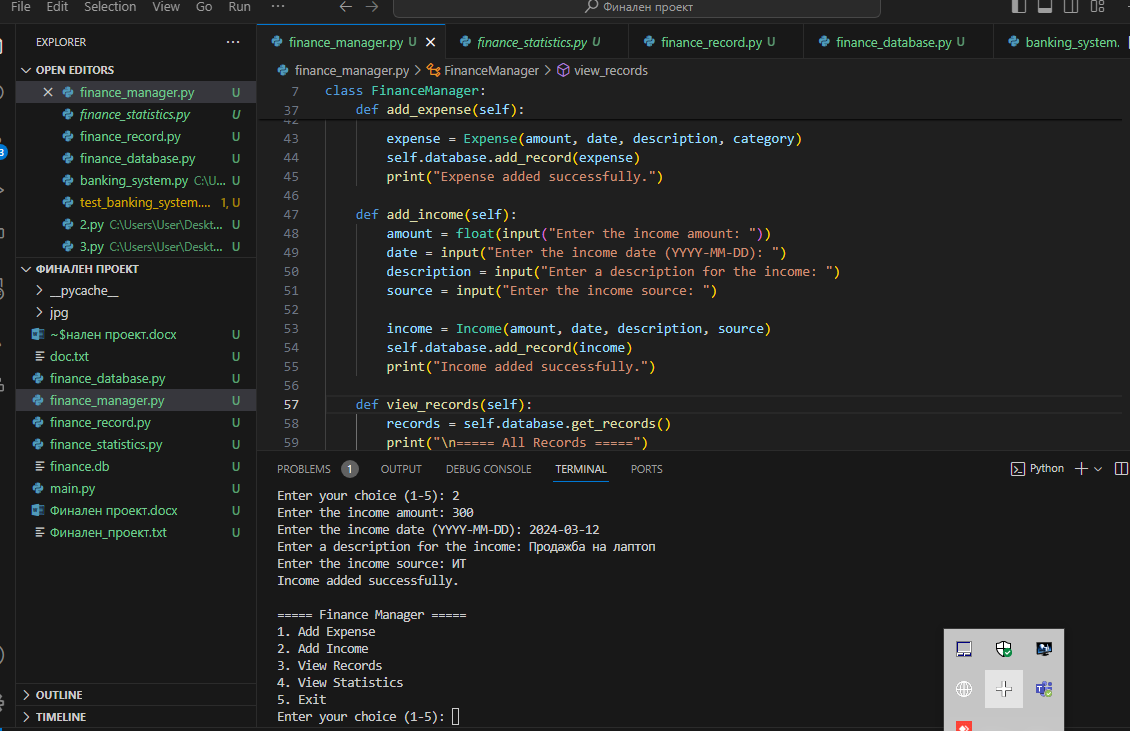 File Edit Selection View Go Run ··· ← → Финален проект
EXPLORER ···
OPEN EDITORS
finance_manager.py U
finance_statistics.py U
finance_record.py U
finance_database.py U
banking_system.py C:\U... U
test_banking_system.... 1, U
2.py C:\Users\User\Deskt... U
3.py C:\Users\User\Deskt... U
ФИНАЛЕН ПРОЕКТ
__pycache__
jpg
~$нален проект.docx U
doc.txt U
finance_database.py U
finance_manager.py U
finance_record.py U
finance_statistics.py U
finance.db U
main.py U
Финален проект.docx U
Финален_проект.txt U
OUTLINE
TIMELINE
finance_manager.py U finance_statistics.py U finance_record.py U finance_database.py U banking_system.
finance_manager.py > FinanceManager > view_records
7 class FinanceManager:
37 def add_expense(self):
42
43 expense = Expense(amount, date, description, category)
44 self.database.add_record(expense)
45 print("Expense added successfully.")
46
47 def add_income(self):
48 amount = float(input("Enter the income amount: "))
49 date = input("Enter the income date (YYYY-MM-DD): ")
50 description = input("Enter a description for the income: ")
51 source = input("Enter the income source: ")
52
53 income = Income(amount, date, description, source)
54 self.database.add_record(income)
55 print("Income added successfully.")
56
57 def view_records(self):
58 records = self.database.get_records()
59 print("\n===== All Records =====")
PROBLEMS 1 OUTPUT DEBUG CONSOLE TERMINAL PORTS Python
Enter your choice (1-5): 2
Enter the income amount: 300
Enter the income date (YYYY-MM-DD): 2024-03-12
Enter a description for the income: Продажба на лаптоп
Enter the income source: ИТ
Income added successfully.
===== Finance Manager =====
1. Add Expense
2. Add Income
3. View Records
4. View Statistics
5. Exit
Enter your choice (1-5):